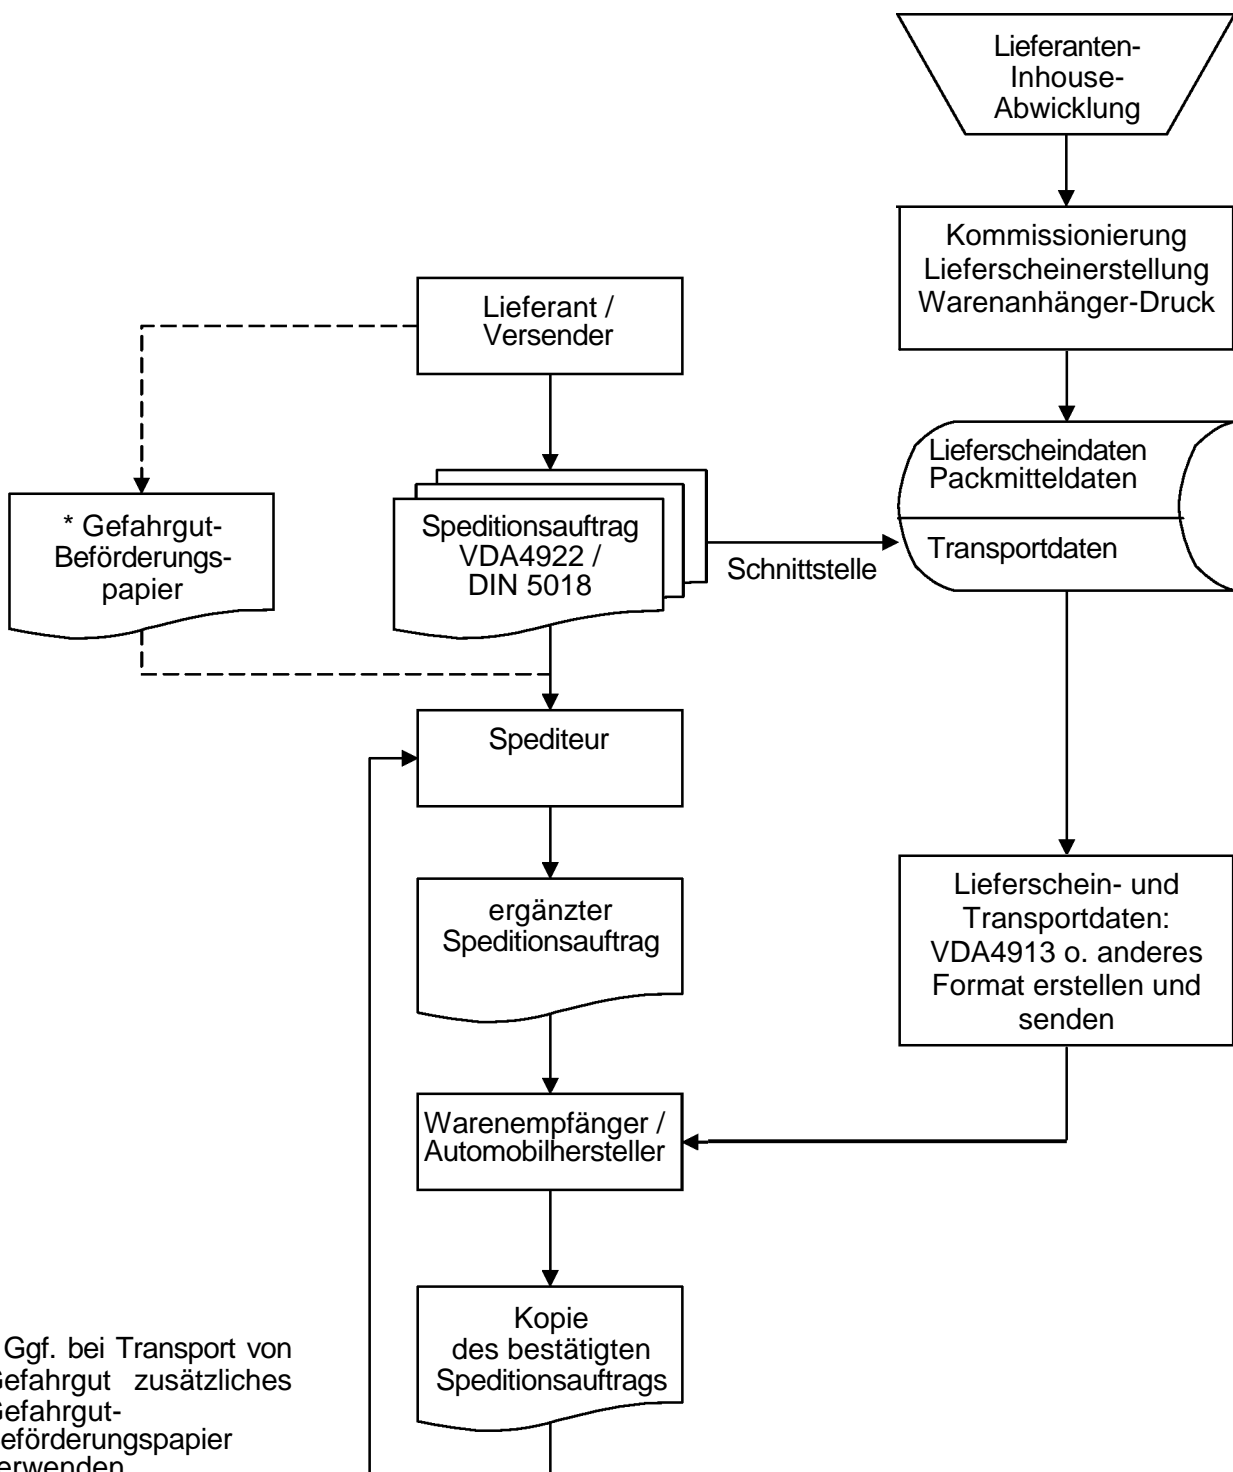 Lieferanten-
Inhouse-
Abwicklung
Kommissionierung
Lieferscheinerstellung
Warenanhänger-Druck
Lieferant /
Versender
Lieferscheindaten
Packmitteldaten
Transportdaten
* Gefahrgut-
Beförderungs-
papier
Speditionsauftrag
VDA4922 /
DIN 5018
Schnittstelle
Spediteur
ergänzter
Speditionsauftrag
Lieferschein- und
Transportdaten:
VDA4913 o. anderes
Format erstellen und
senden
Warenempfänger /
Automobilhersteller
Kopie
des bestätigten
Speditionsauftrags
Ggf. bei Transport von
Gefahrgut zusätzliches
Gefahrgut-
eförderungspapier
erwenden